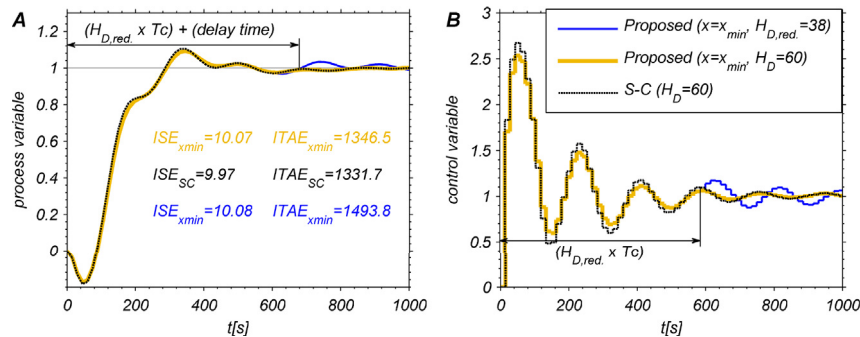 A
(H_D,red. x Tc) + (delay time)
1.2
1
0.8
0.6
0.4
0.2
0
process variable
ISE_xmin=10.07 ITAE_xmin=1346.5
ISE_SC=9.97 ITAE_SC=1331.7
ISE_xmin=10.08 ITAE_xmin=1493.8
0 200 400 600 800 1000
t[s]
B
3
2.5
2
1.5
1
0.5
0
control variable
Proposed (x=x_min, H_D,red.=38)
Proposed (x=x_min, H_D=60)
S-C (H_D=60)
(H_D,red. x Tc)
0 200 400 600 800 1000
t[s]